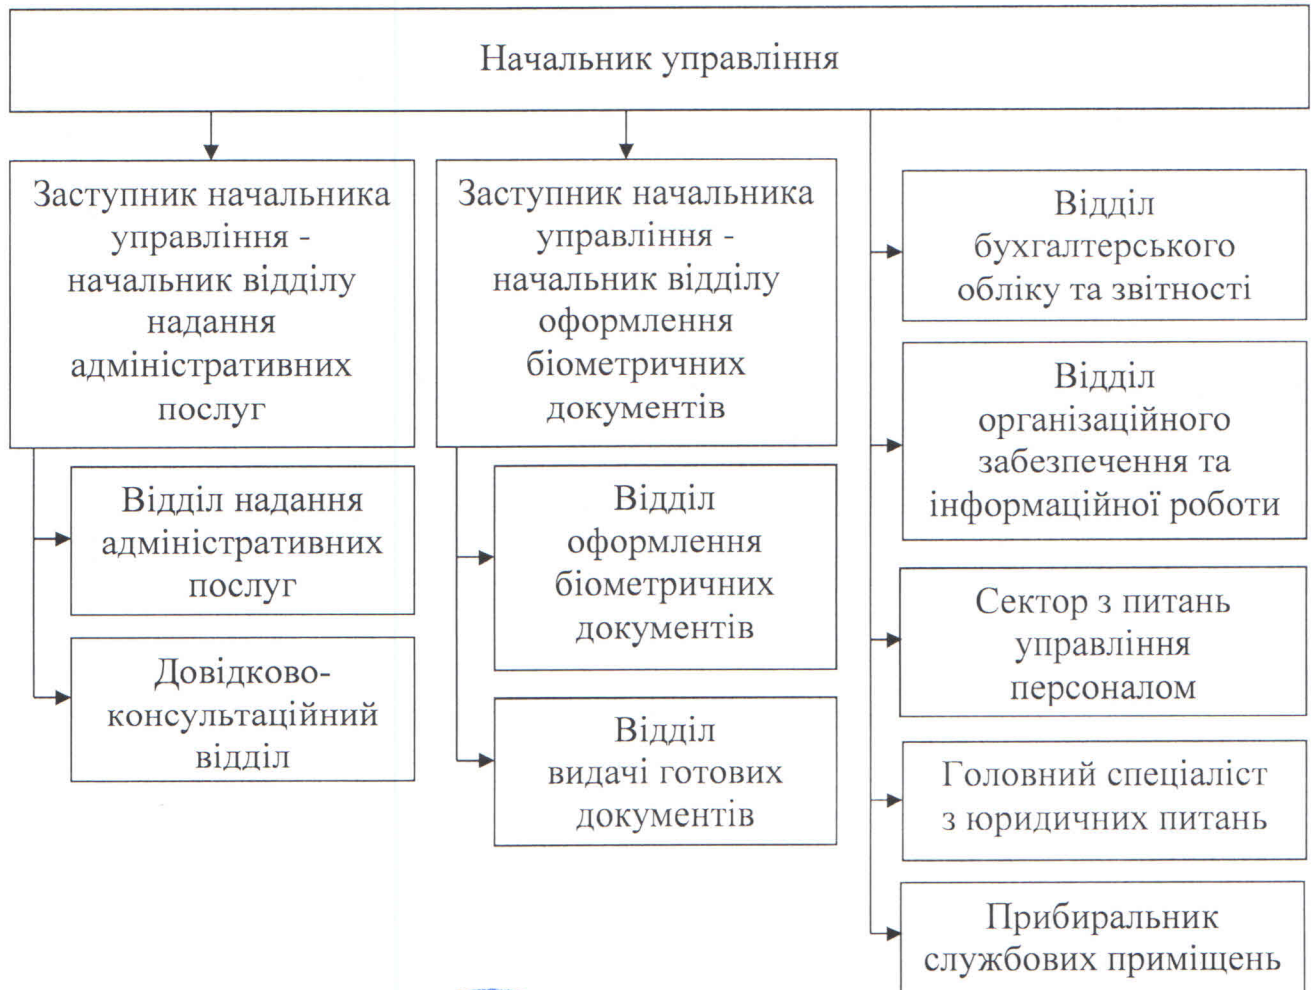 Начальник управління
Заступник начальника
управління -
начальник відділу
надання
адміністративних
послуг
Відділ надання
адміністративних
послуг
Довідково-
консультаційний
відділ
Заступник начальника
управління -
начальник відділу
оформлення
біометричних
документів
Відділ
оформлення
біометричних
документів
Відділ
видачі готових
документів
Відділ
бухгалтерського
обліку та звітності
Відділ
організаційного
забезпечення та
інформаційної роботи
Сектор з питань
управління
персоналом
Головний спеціаліст
з юридичних питань
Прибиральник
службових приміщень